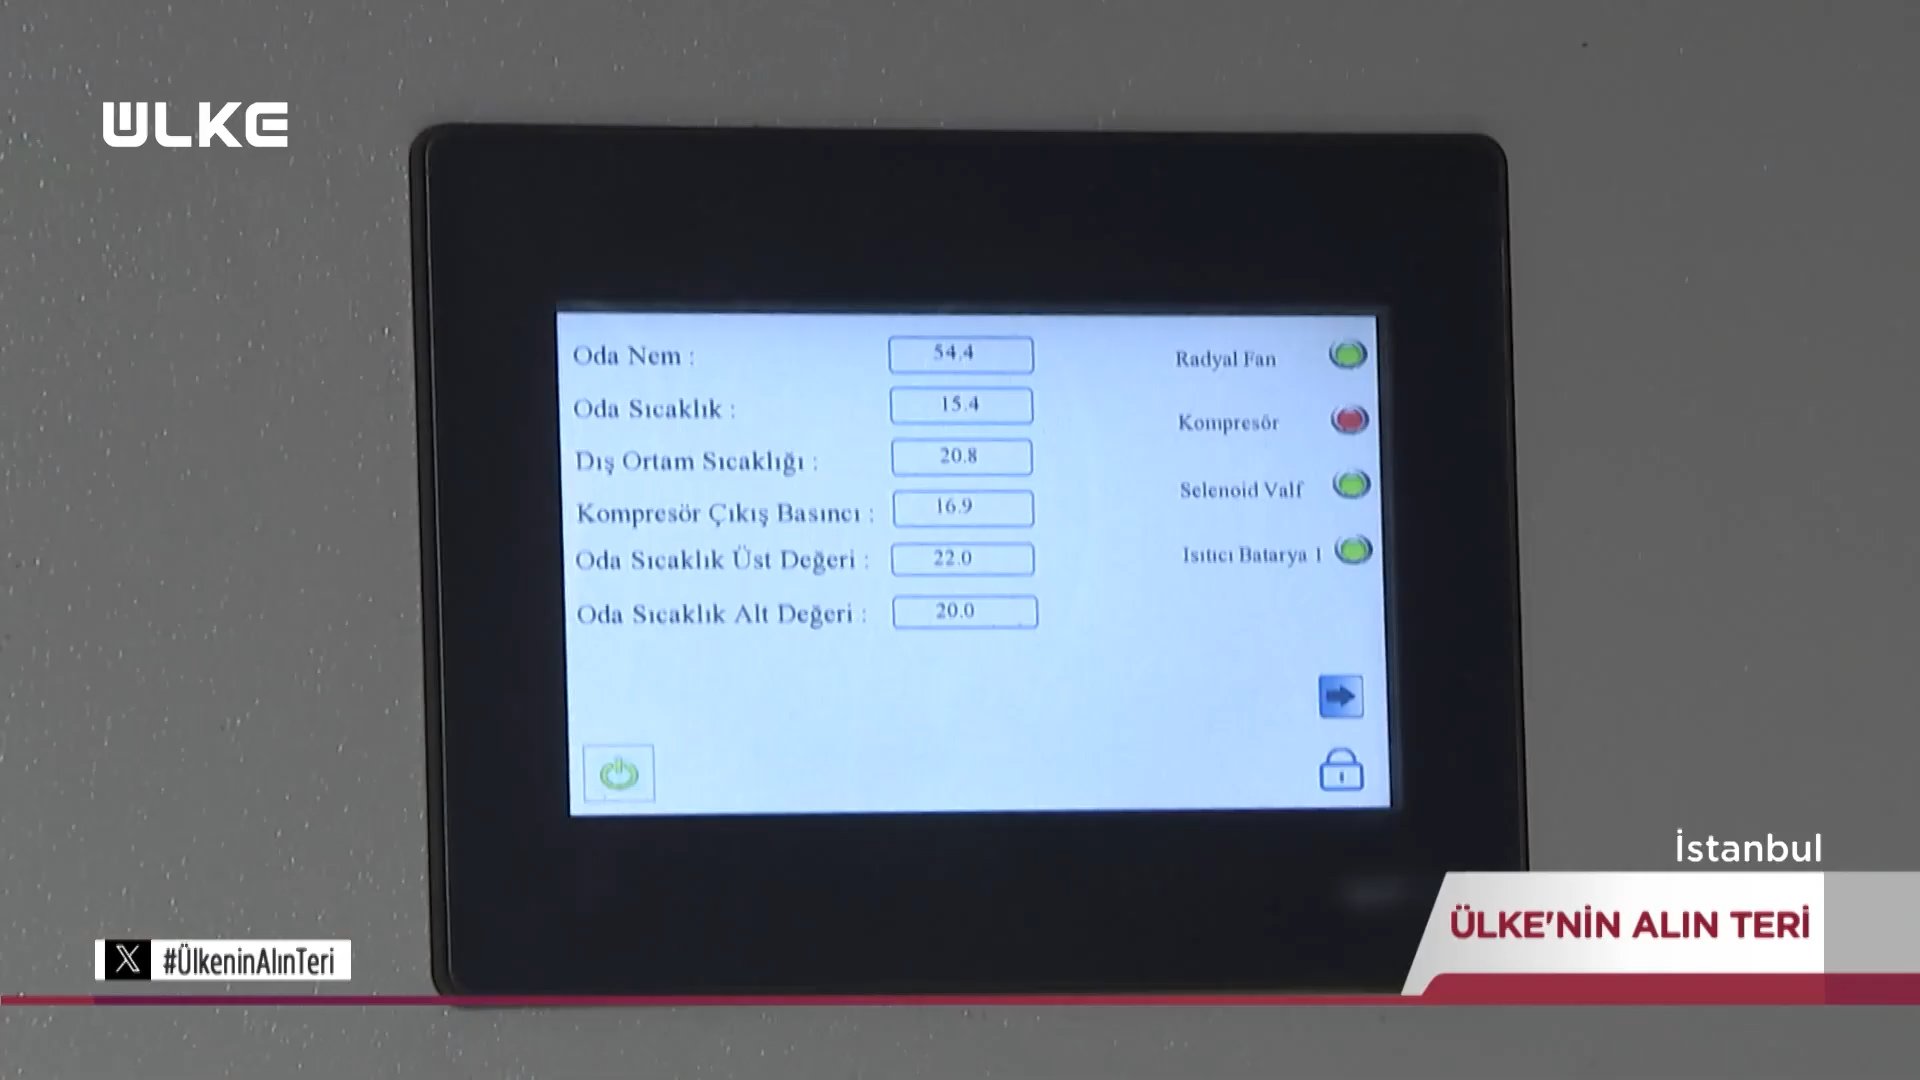 ÜLKE
Oda Nem : 54.4
Oda Sıcaklık : 15.4
Dış Ortam Sıcaklığı : 20.8
Kompresör Çıkış Basıncı : 16.9
Oda Sıcaklık Üst Değeri : 22.0
Oda Sıcaklık Alt Değeri : 20.0
Radyal Fan
Kompresör
Selenoid Valf
Isıtıcı Batarya 1
İstanbul
ÜLKE'NİN ALIN TERİ
X #ÜlkeninAlınTeri